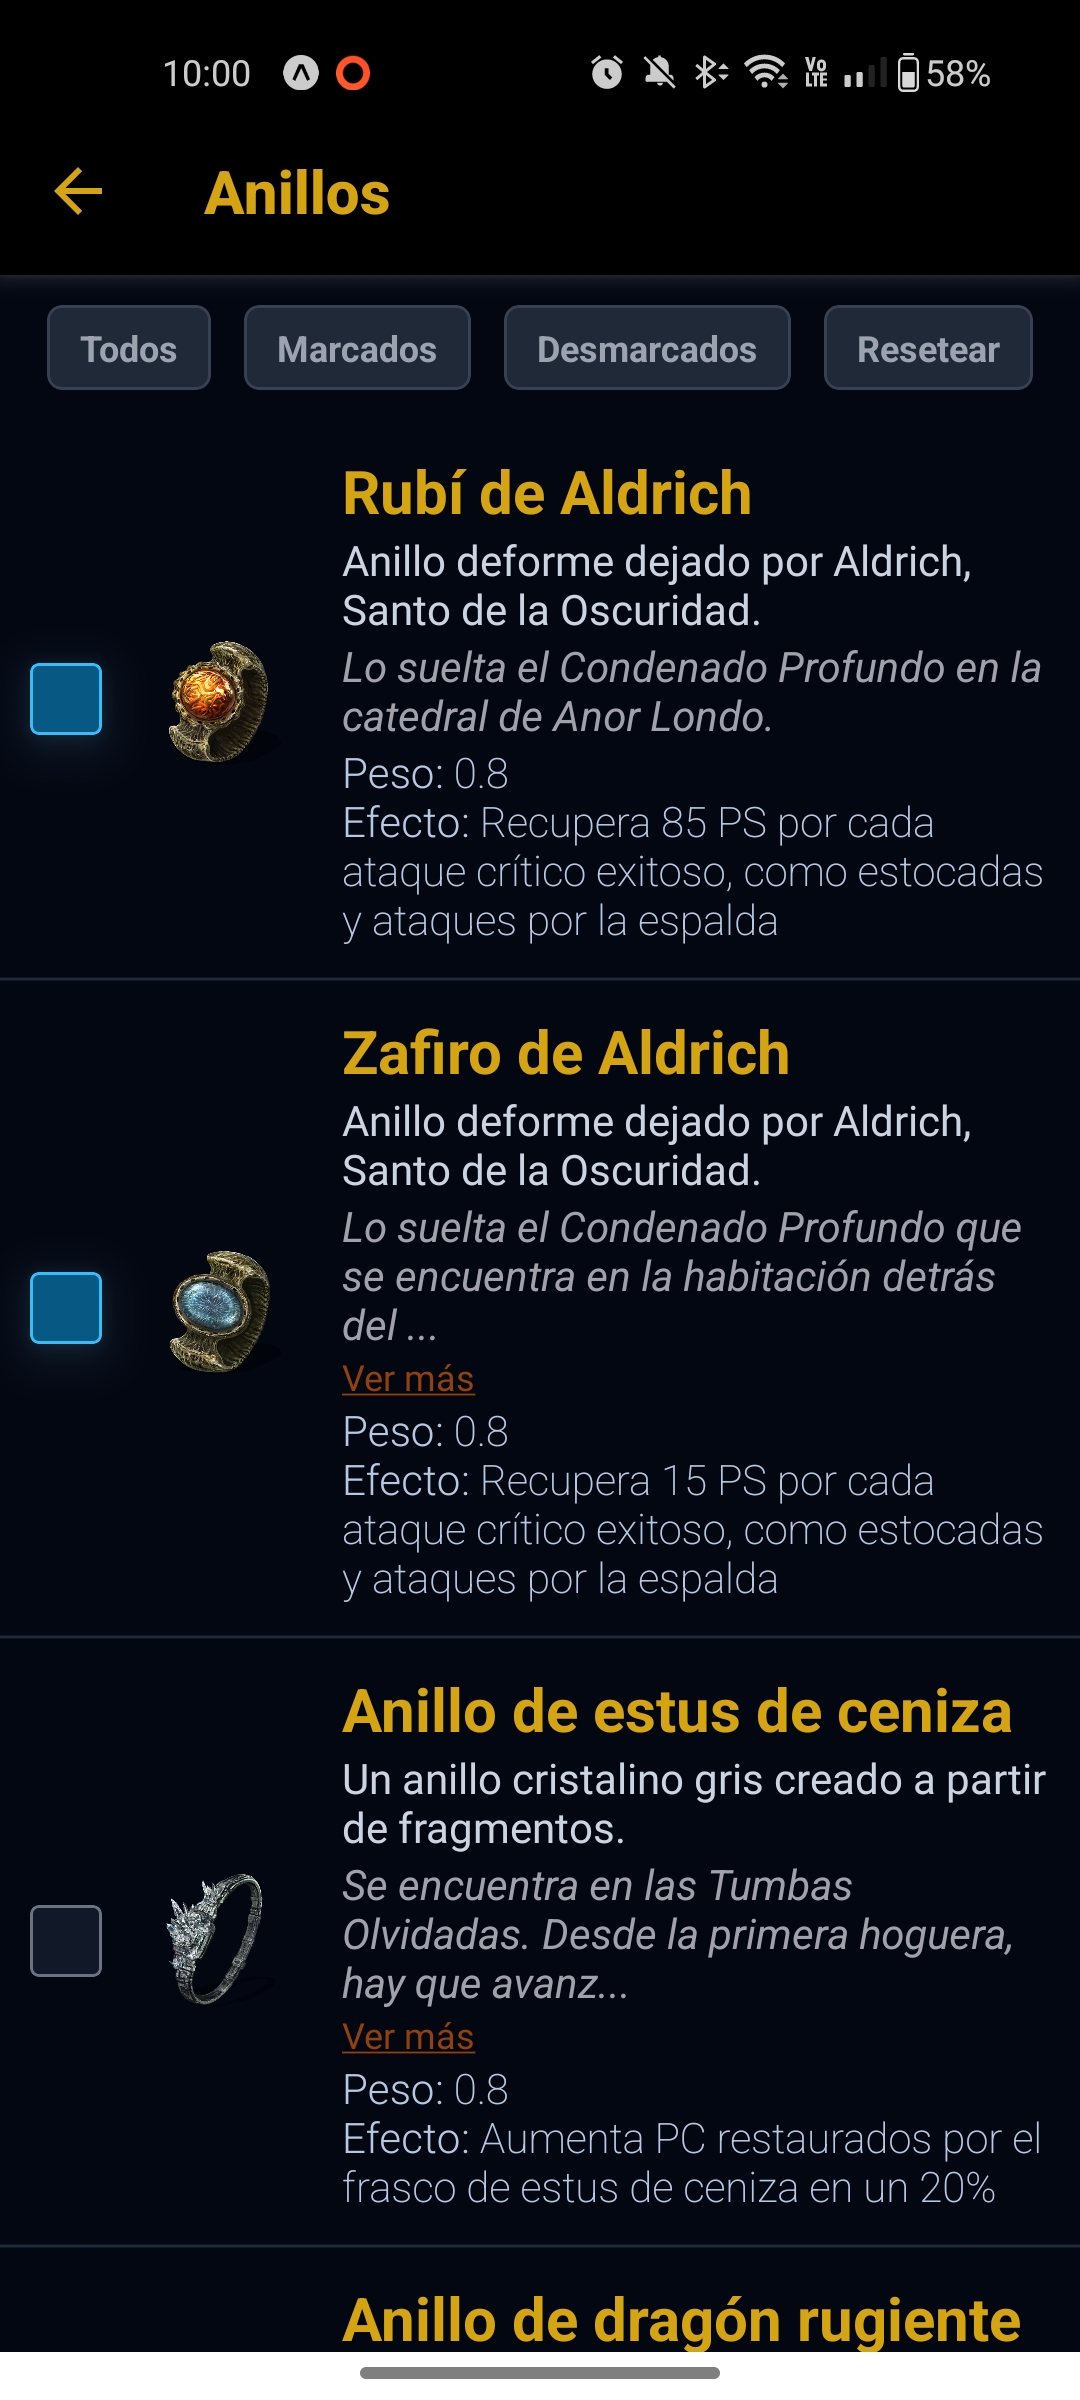 10:00
Vo LTE
58%
Anillos
Todos
Marcados
Desmarcados
Resetear
Rubí de Aldrich
Anillo deforme dejado por Aldrich,
Santo de la Oscuridad.
Lo suelta el Condenado Profundo en la
catedral de Anor Londo.
Peso: 0.8
Efecto: Recupera 85 PS por cada
ataque crítico exitoso, como estocadas
y ataques por la espalda
Zafiro de Aldrich
Anillo deforme dejado por Aldrich,
Santo de la Oscuridad.
Lo suelta el Condenado Profundo que
se encuentra en la habitación detrás
del ...
Ver más
Peso: 0.8
Efecto: Recupera 15 PS por cada
ataque crítico exitoso, como estocadas
y ataques por la espalda
Anillo de estus de ceniza
Un anillo cristalino gris creado a partir
de fragmentos.
Se encuentra en las Tumbas
Olvidadas. Desde la primera hoguera,
hay que avanz...
Ver más
Peso: 0.8
Efecto: Aumenta PC restaurados por el
frasco de estus de ceniza en un 20%
Anillo de dragón rugiente